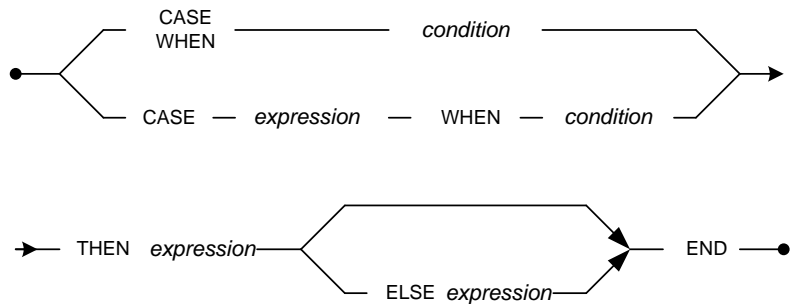 CASE
WHEN condition
CASE expression WHEN condition
THEN expression END
ELSE expression